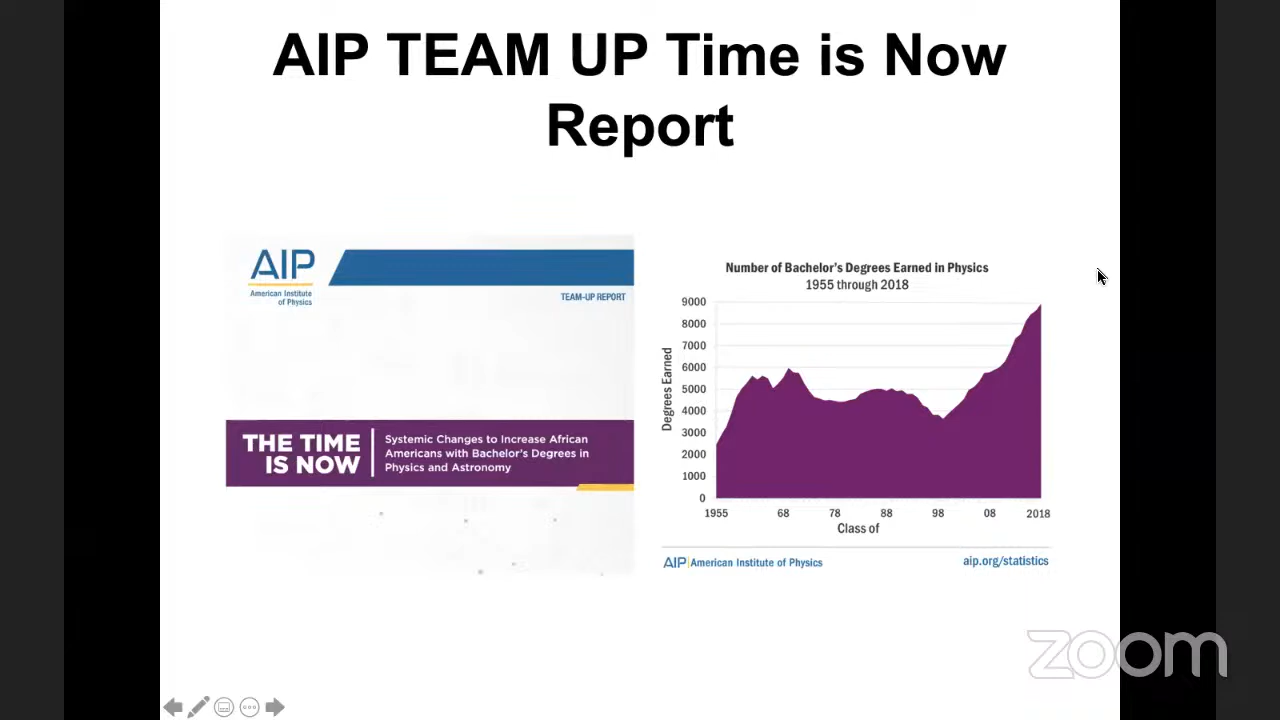 AIP TEAM UP Time is Now
Report
AIP
American Institute
of Physics
TEAM-UP REPORT
THE TIME
IS NOW
Systemic Changes to Increase African
Americans with Bachelor's Degrees in
Physics and Astronomy
Number of Bachelor's Degrees Earned in Physics
1955 through 2018
Degrees Earned
9000
8000
7000
6000
5000
4000
3000
2000
1000
0
1955 68 78 88 98 08 2018
Class of
AIP American Institute of Physics
aip.org/statistics
zoom